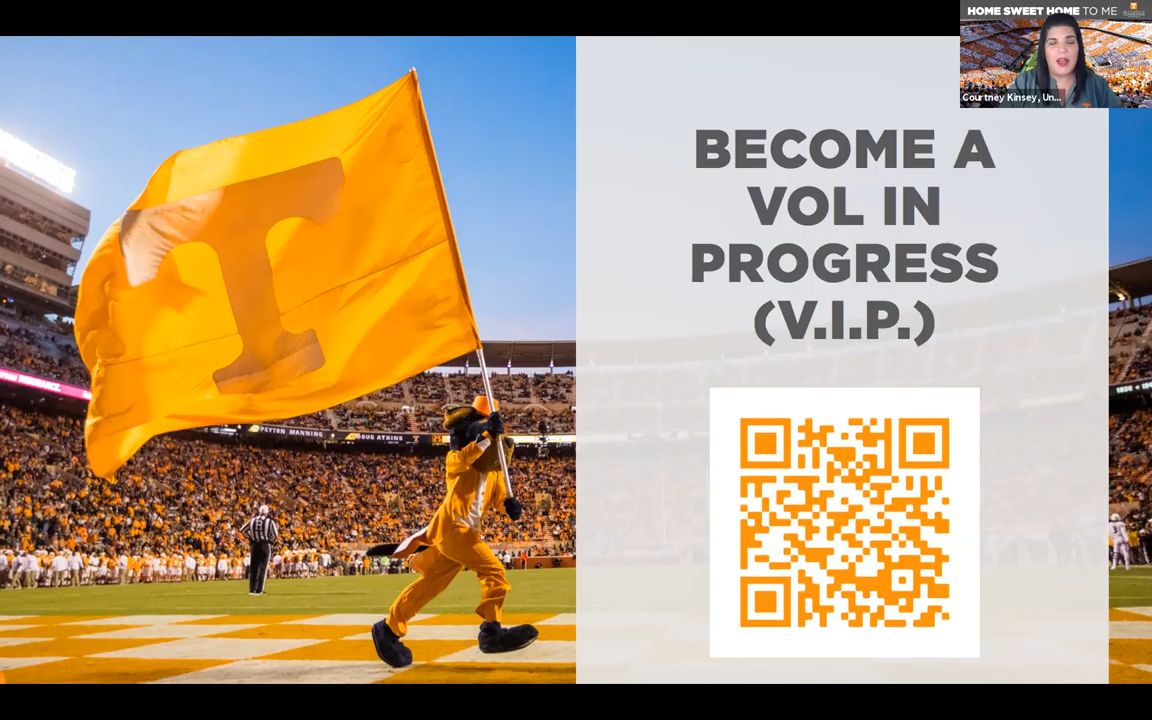 HOME SWEET HOME TO ME
Courtney Kinsey, Un...
BECOME A
VOL IN
PROGRESS
(V.I.P.)
T
PEYTON MANNING
DOUG ATKINS